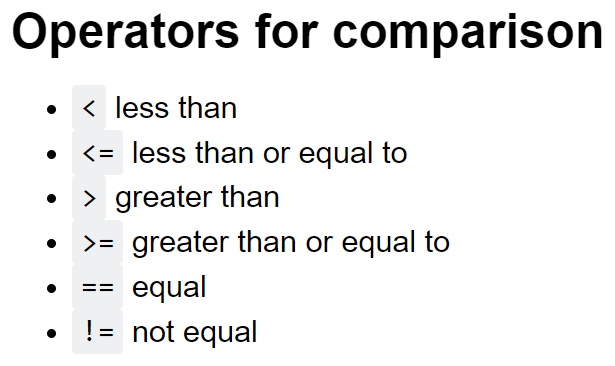 Operators for comparison
< less than
<= less than or equal to
> greater than
>= greater than or equal to
== equal
!= not equal